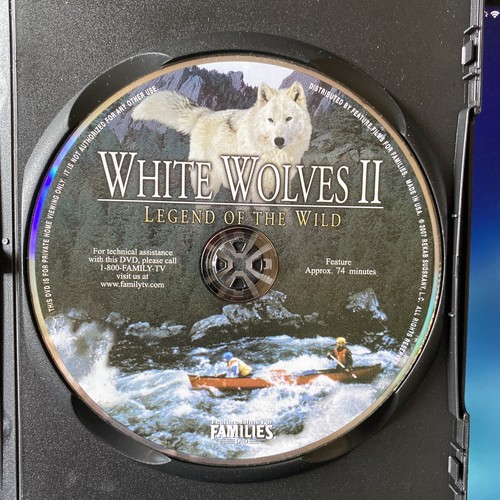 THIS DVD IS FOR PRIVATE HOME VIEWING ONLY. IT IS NOT AUTHORIZED FOR ANY OTHER USE.
DISTRIBUTED BY FEATURE FILMS FOR FAMILIES. MADE IN USA. © 2007 REKAB SUDSKANY, L.C. ALL RIGHTS
WHITE WOLVES II
LEGEND OF THE WILD
For technical assistance
with this DVD, please call
1-800-FAMILY-TV
visit us at
www.familytv.com
Feature
Approx. 74 minutes
FAMILIES